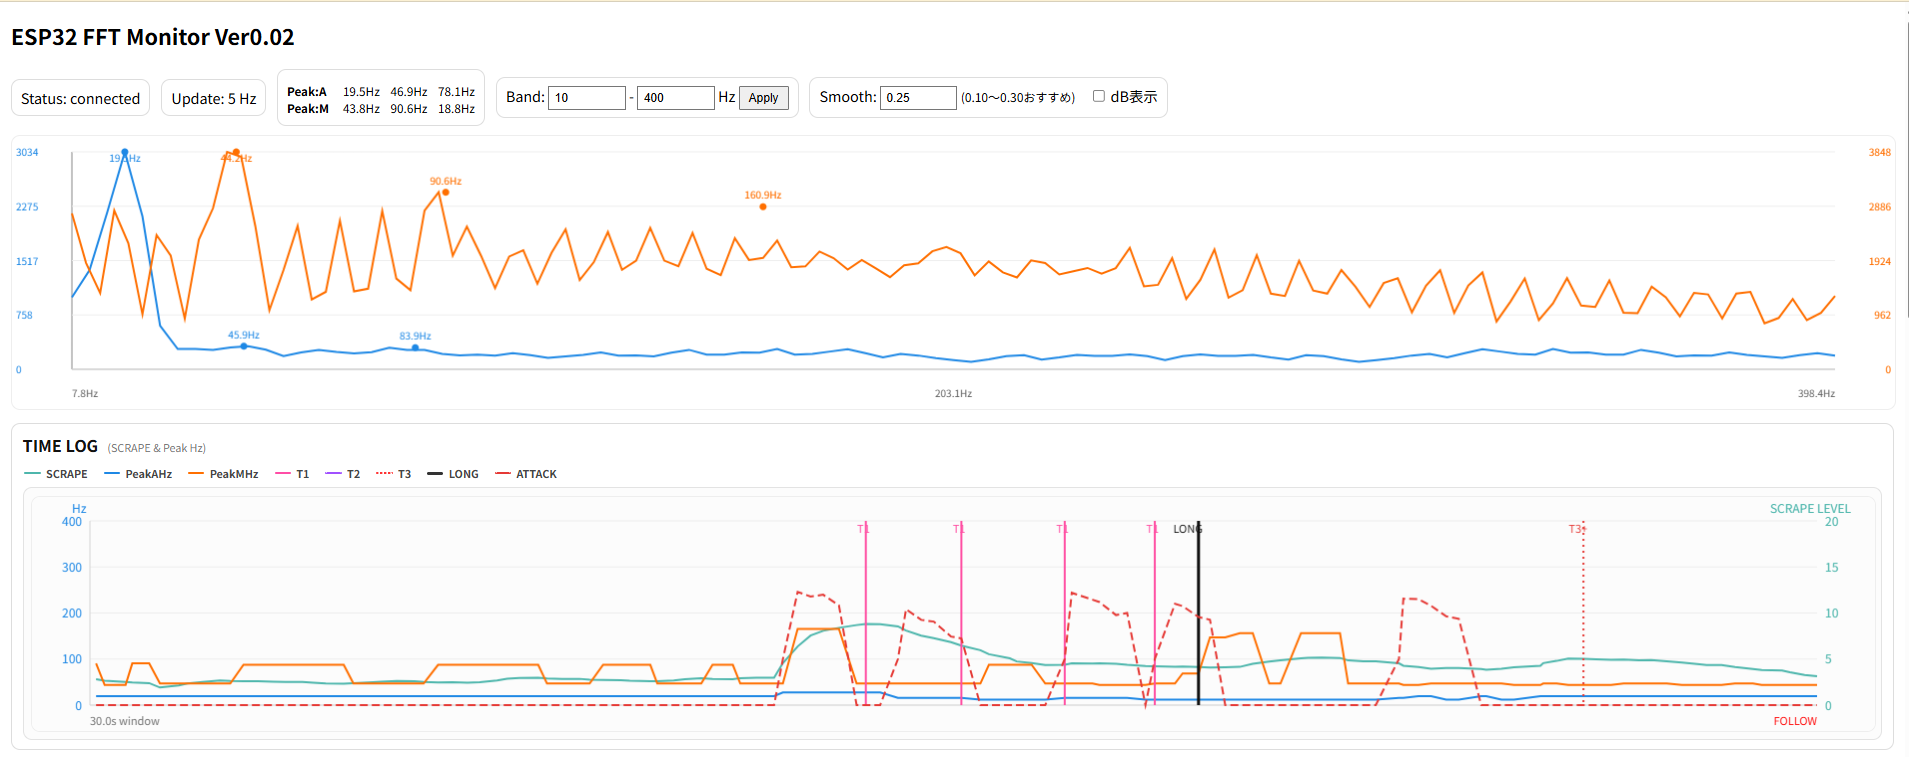 ESP32 FFT Monitor Ver0.02
Status: connected
Update: 5 Hz
Peak:A 19.5Hz 46.9Hz 78.1Hz
Peak:M 43.8Hz 90.6Hz 18.8Hz
Band: 10 - 400 Hz Apply
Smooth: 0.25 (0.10〜0.30おすすめ) dB表示
3034
2275
1517
758
0
44.2Hz
90.6Hz
160.9Hz
45.9Hz
83.9Hz
3848
2886
1924
962
0
7.8Hz 203.1Hz 398.4Hz
TIME LOG (SCRAPE & Peak Hz)
SCRAPE PeakAHz PeakMHz T1 T2 T3 LONG ATTACK
Hz SCRAPE LEVEL
400
300
200
100
0
T1 T1 T1 T1 LONG T3
20
15
10
5
0
30.0s window FOLLOW